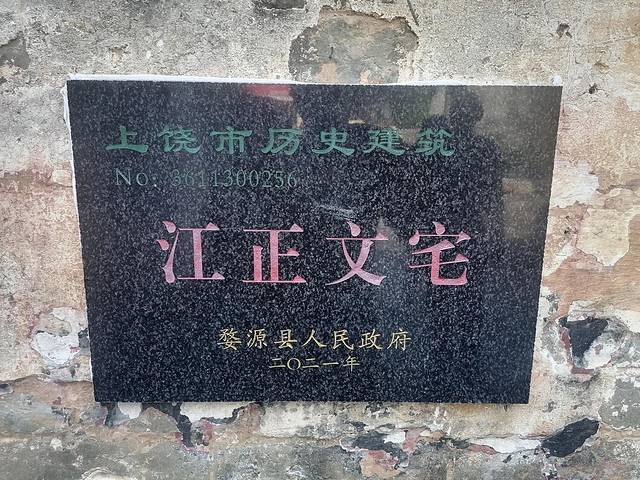 上饶市历史建筑
No: 3611300256
江正文宅
婺源县人民政府
二〇二一年